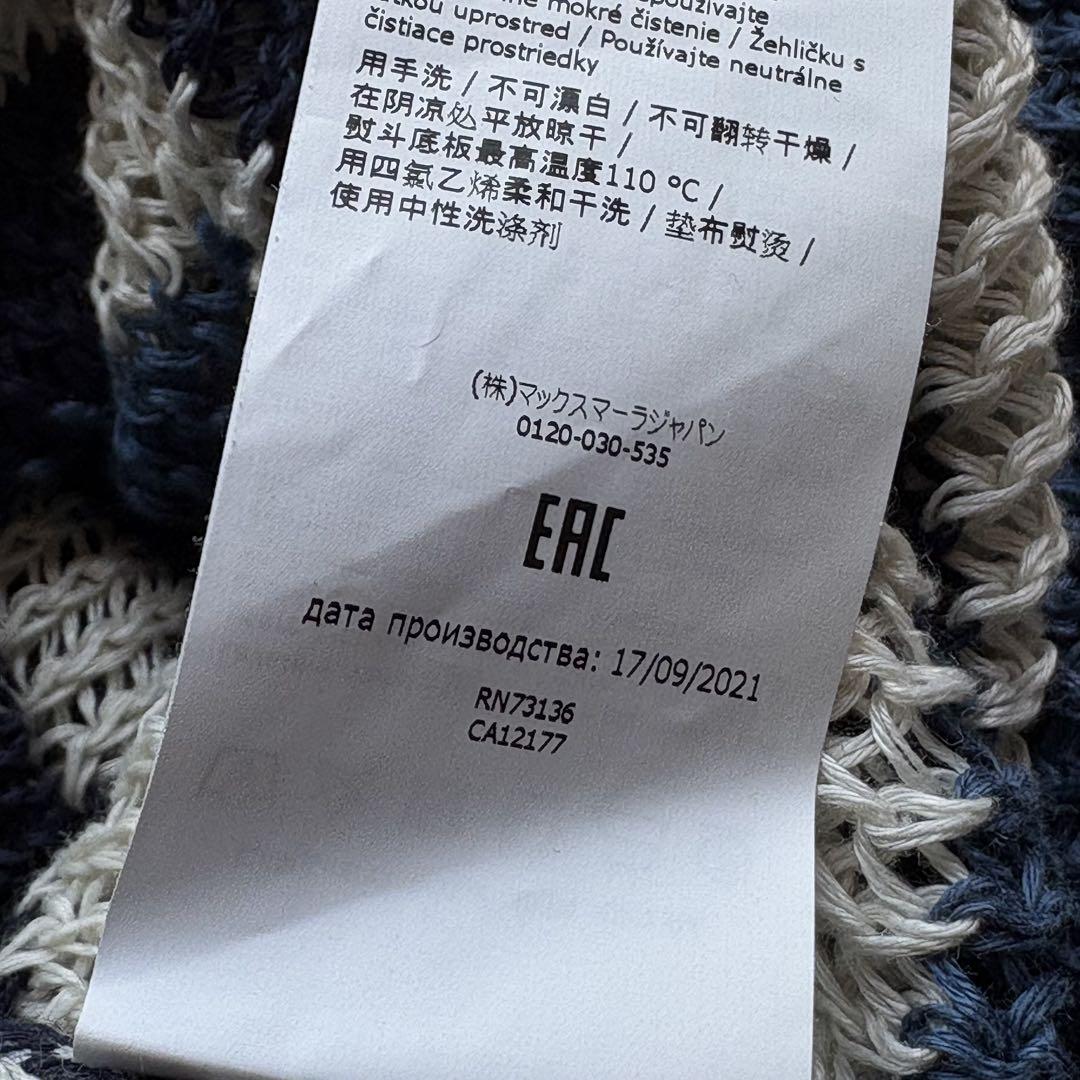 používajte
mokré čistenie / Žehličku s
uprostred / Používajte neutrálne
čistiace prostriedky
用手洗 / 不可漂白 / 不可翻转干燥 /
在阴凉处平放晾干 /
熨斗底板最高温度110 °C /
用四氯乙烯柔和干洗 / 垫布熨烫 /
使用中性洗涤剂
(株)マックスマーラジャパン
0120-030-535
EAC
дата производства: 17/09/2021
RN73136
CA12177